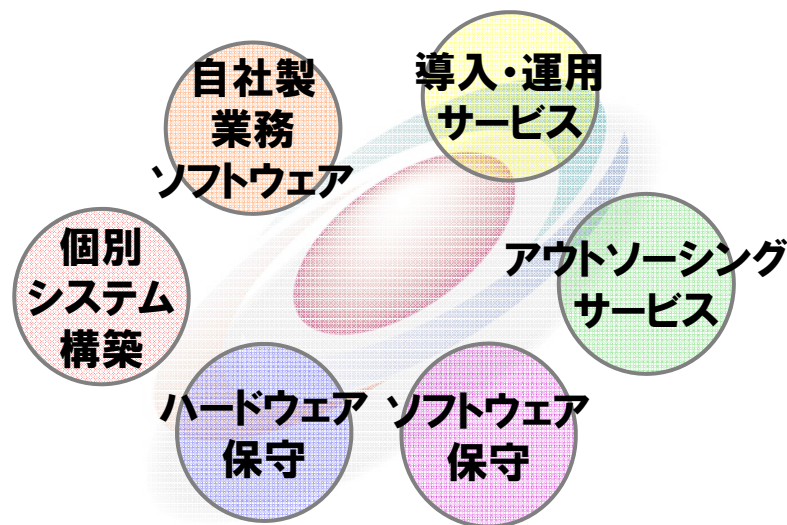 自社製
業務
ソフトウェア
導入・運用
サービス
個別
システム
構築
アウトソーシング
サービス
ハードウェア
保守
ソフトウェア
保守